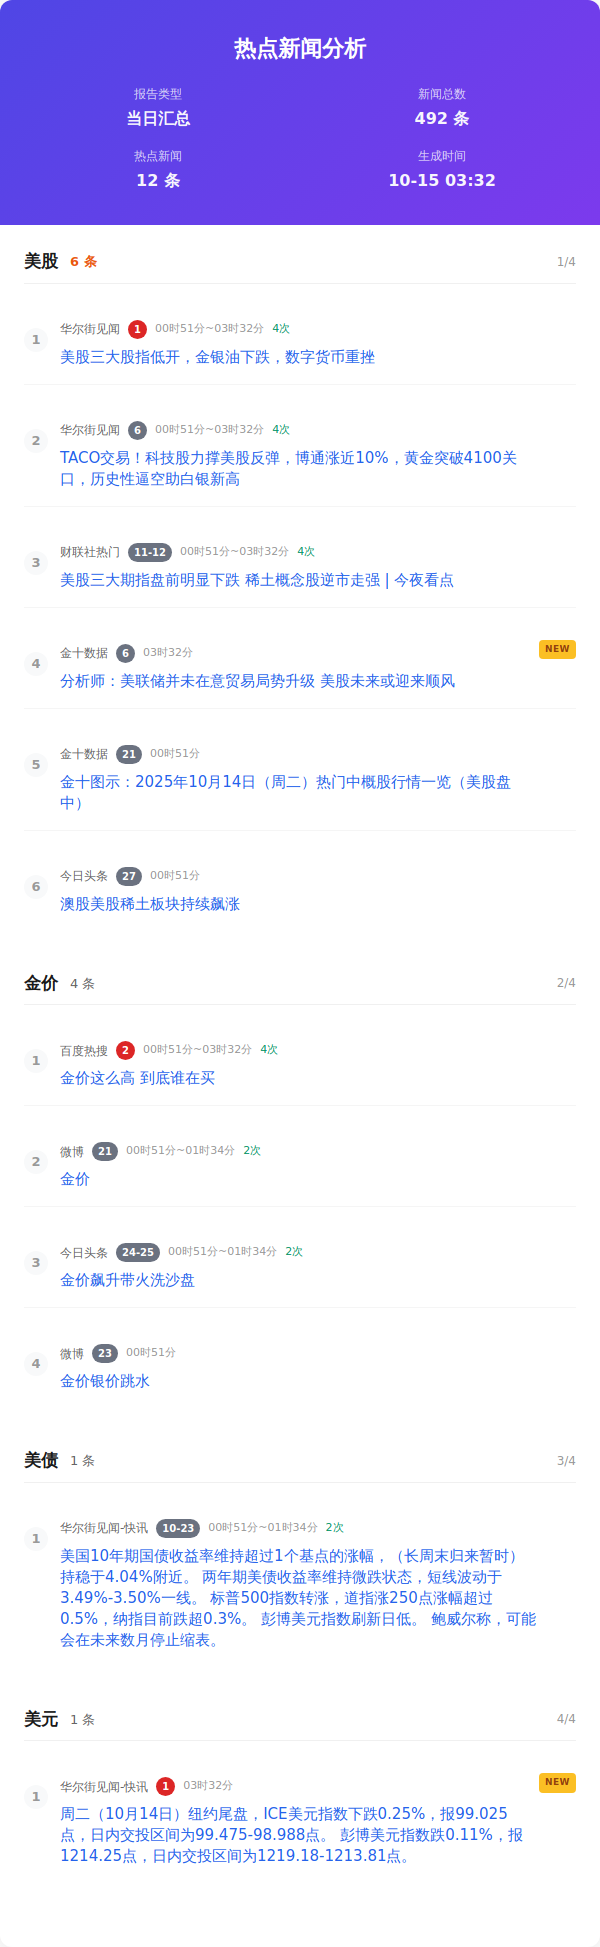 热点新闻分析
报告类型
当日汇总
新闻总数
492 条
热点新闻
12 条
生成时间
10-15 03:32
美股 6 条 1/4
1
华尔街见闻 1 00时51分~03时32分 4次
美股三大股指低开，金银油下跌，数字货币重挫
2
华尔街见闻 6 00时51分~03时32分 4次
TACO交易！科技股力撑美股反弹，博通涨近10%，黄金突破4100关
口，历史性逼空助白银新高
3
财联社热门 11-12 00时51分~03时32分 4次
美股三大期指盘前明显下跌 稀土概念股逆市走强 | 今夜看点
4
金十数据 6 03时32分 NEW
分析师：美联储并未在意贸易局势升级 美股未来或迎来顺风
5
金十数据 21 00时51分
金十图示：2025年10月14日（周二）热门中概股行情一览（美股盘
中）
6
今日头条 27 00时51分
澳股美股稀土板块持续飙涨
金价 4 条 2/4
1
百度热搜 2 00时51分~03时32分 4次
金价这么高 到底谁在买
2
微博 21 00时51分~01时34分 2次
金价
3
今日头条 24-25 00时51分~01时34分 2次
金价飙升带火洗沙盘
4
微博 23 00时51分
金价银价跳水
美债 1 条 3/4
1
华尔街见闻-快讯 10-23 00时51分~01时34分 2次
美国10年期国债收益率维持超过1个基点的涨幅，（长周末归来暂时）
持稳于4.04%附近。 两年期美债收益率维持微跌状态，短线波动于
3.49%-3.50%一线。 标普500指数转涨，道指涨250点涨幅超过
0.5%，纳指目前跌超0.3%。 彭博美元指数刷新日低。 鲍威尔称，可能
会在未来数月停止缩表。
美元 1 条 4/4
1
华尔街见闻-快讯 1 03时32分 NEW
周二（10月14日）纽约尾盘，ICE美元指数下跌0.25%，报99.025
点，日内交投区间为99.475-98.988点。 彭博美元指数跌0.11%，报
1214.25点，日内交投区间为1219.18-1213.81点。